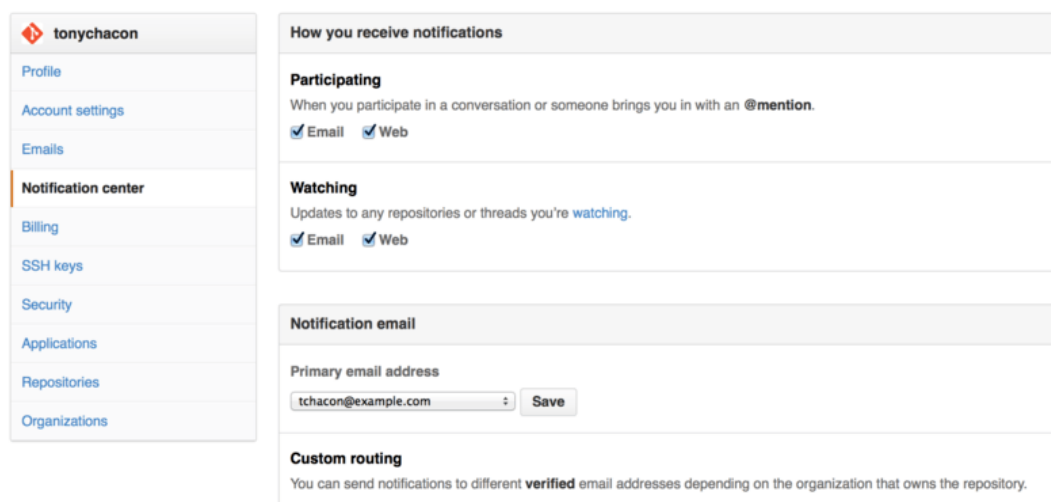 tonychacon
Profile
Account settings
Emails
Notification center
Billing
SSH keys
Security
Applications
Repositories
Organizations
How you receive notifications
Participating
When you participate in a conversation or someone brings you in with an @mention.
Email Web
Watching
Updates to any repositories or threads you're watching.
Email Web
Notification email
Primary email address
tchacon@example.com Save
Custom routing
You can send notifications to different verified email addresses depending on the organization that owns the repository.